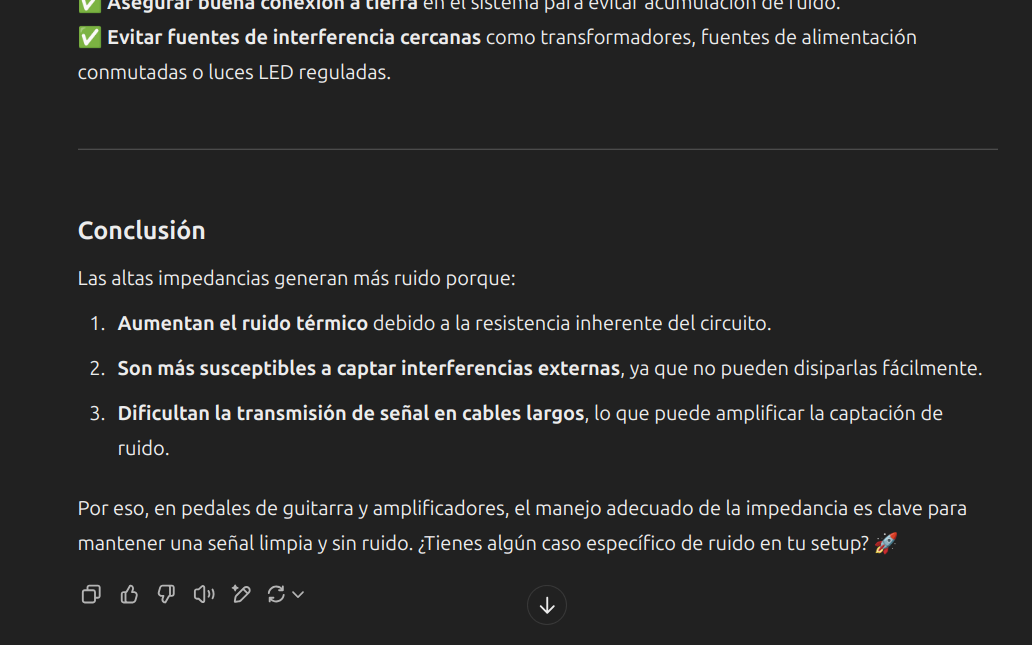 ✅ Asegurar buena conexión a tierra en el sistema para evitar acumulación de ruido.
✅ Evitar fuentes de interferencia cercanas como transformadores, fuentes de alimentación
conmutadas o luces LED reguladas.
Conclusión
Las altas impedancias generan más ruido porque:
1. Aumentan el ruido térmico debido a la resistencia inherente del circuito.
2. Son más susceptibles a captar interferencias externas, ya que no pueden disiparlas fácilmente.
3. Dificultan la transmisión de señal en cables largos, lo que puede amplificar la captación de
ruido.
Por eso, en pedales de guitarra y amplificadores, el manejo adecuado de la impedancia es clave para
mantener una señal limpia y sin ruido. ¿Tienes algún caso específico de ruido en tu setup? 🚀